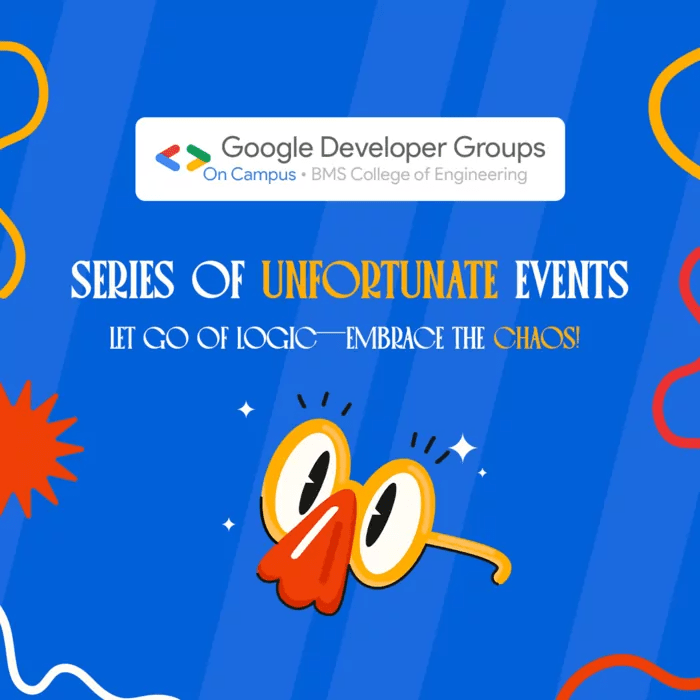 Google Developer Groups
On Campus • BMS College of Engineering
SERIES OF UNFORTUNATE EVENTS
LET GO OF LOGIC—EMBRACE THE CHAOS!